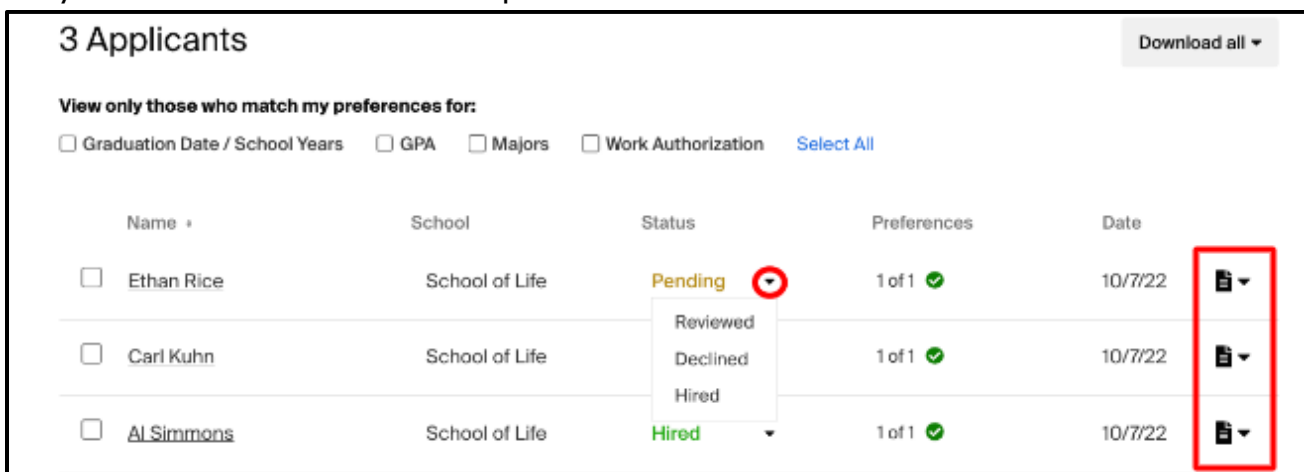 3 Applicants
Download all
View only those who match my preferences for:
Graduation Date / School Years GPA Majors Work Authorization Select All
Name School Status Preferences Date
Ethan Rice School of Life Pending 1 of 1 10/7/22
Reviewed
Carl Kuhn School of Life Declined 1 of 1 10/7/22
Hired
Al Simmons School of Life Hired 1 of 1 10/7/22